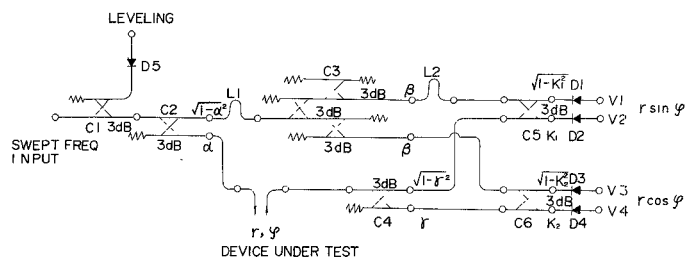 LEVELING
D5
C1
3dB
SWEPT FREQ
INPUT
C2
3dB
√1-α²
α
L1
C3
3dB
3dB
3dB
β
β
L2
√1-K₁²
D1
V1
r sin φ
3dB
V2
C5
K₁
D2
r, φ
DEVICE UNDER TEST
3dB
√1-γ²
C4
γ
√1-K₂²
D3
V3
r cos φ
3dB
V4
C6
K₂
D4